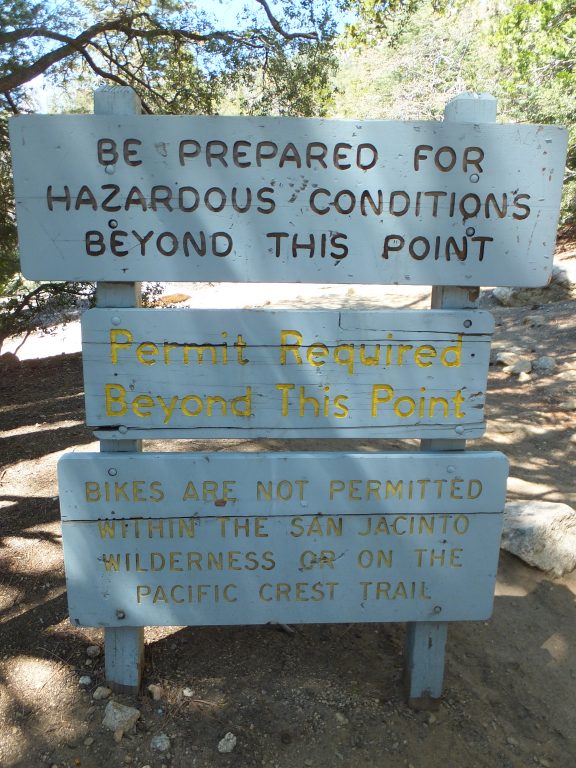 BE PREPARED FOR
HAZARDOUS CONDITIONS
BEYOND THIS POINT
Permit Required
Beyond This Point
BIKES ARE NOT PERMITTED
WITHIN THE SAN JACINTO
WILDERNESS OR ON THE
PACIFIC CREST TRAIL